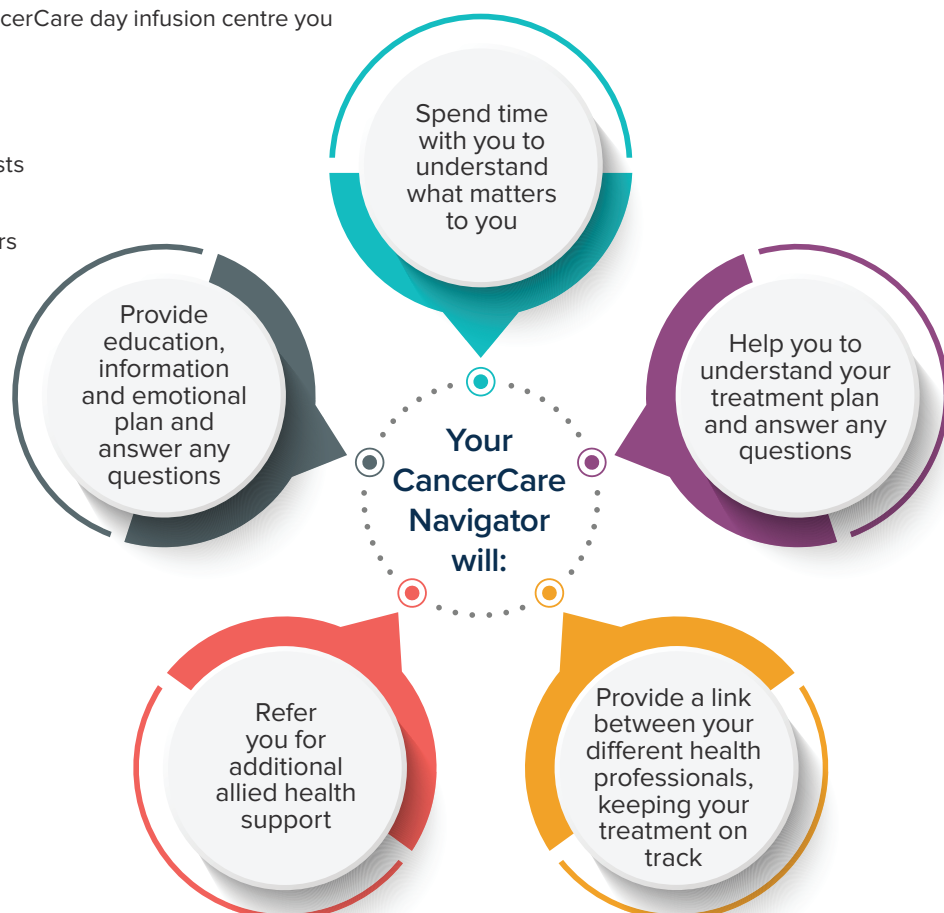 CancerCare day infusion centre you
Spend time
with you to
understand
what matters
to you
Provide
education,
information
and emotional
plan and
answer any
questions
Help you to
understand your
treatment plan
and answer any
questions
Your
CancerCare
Navigator
will:
Refer
you for
additional
allied health
support
Provide a link
between your
different health
professionals,
keeping your
treatment on
track